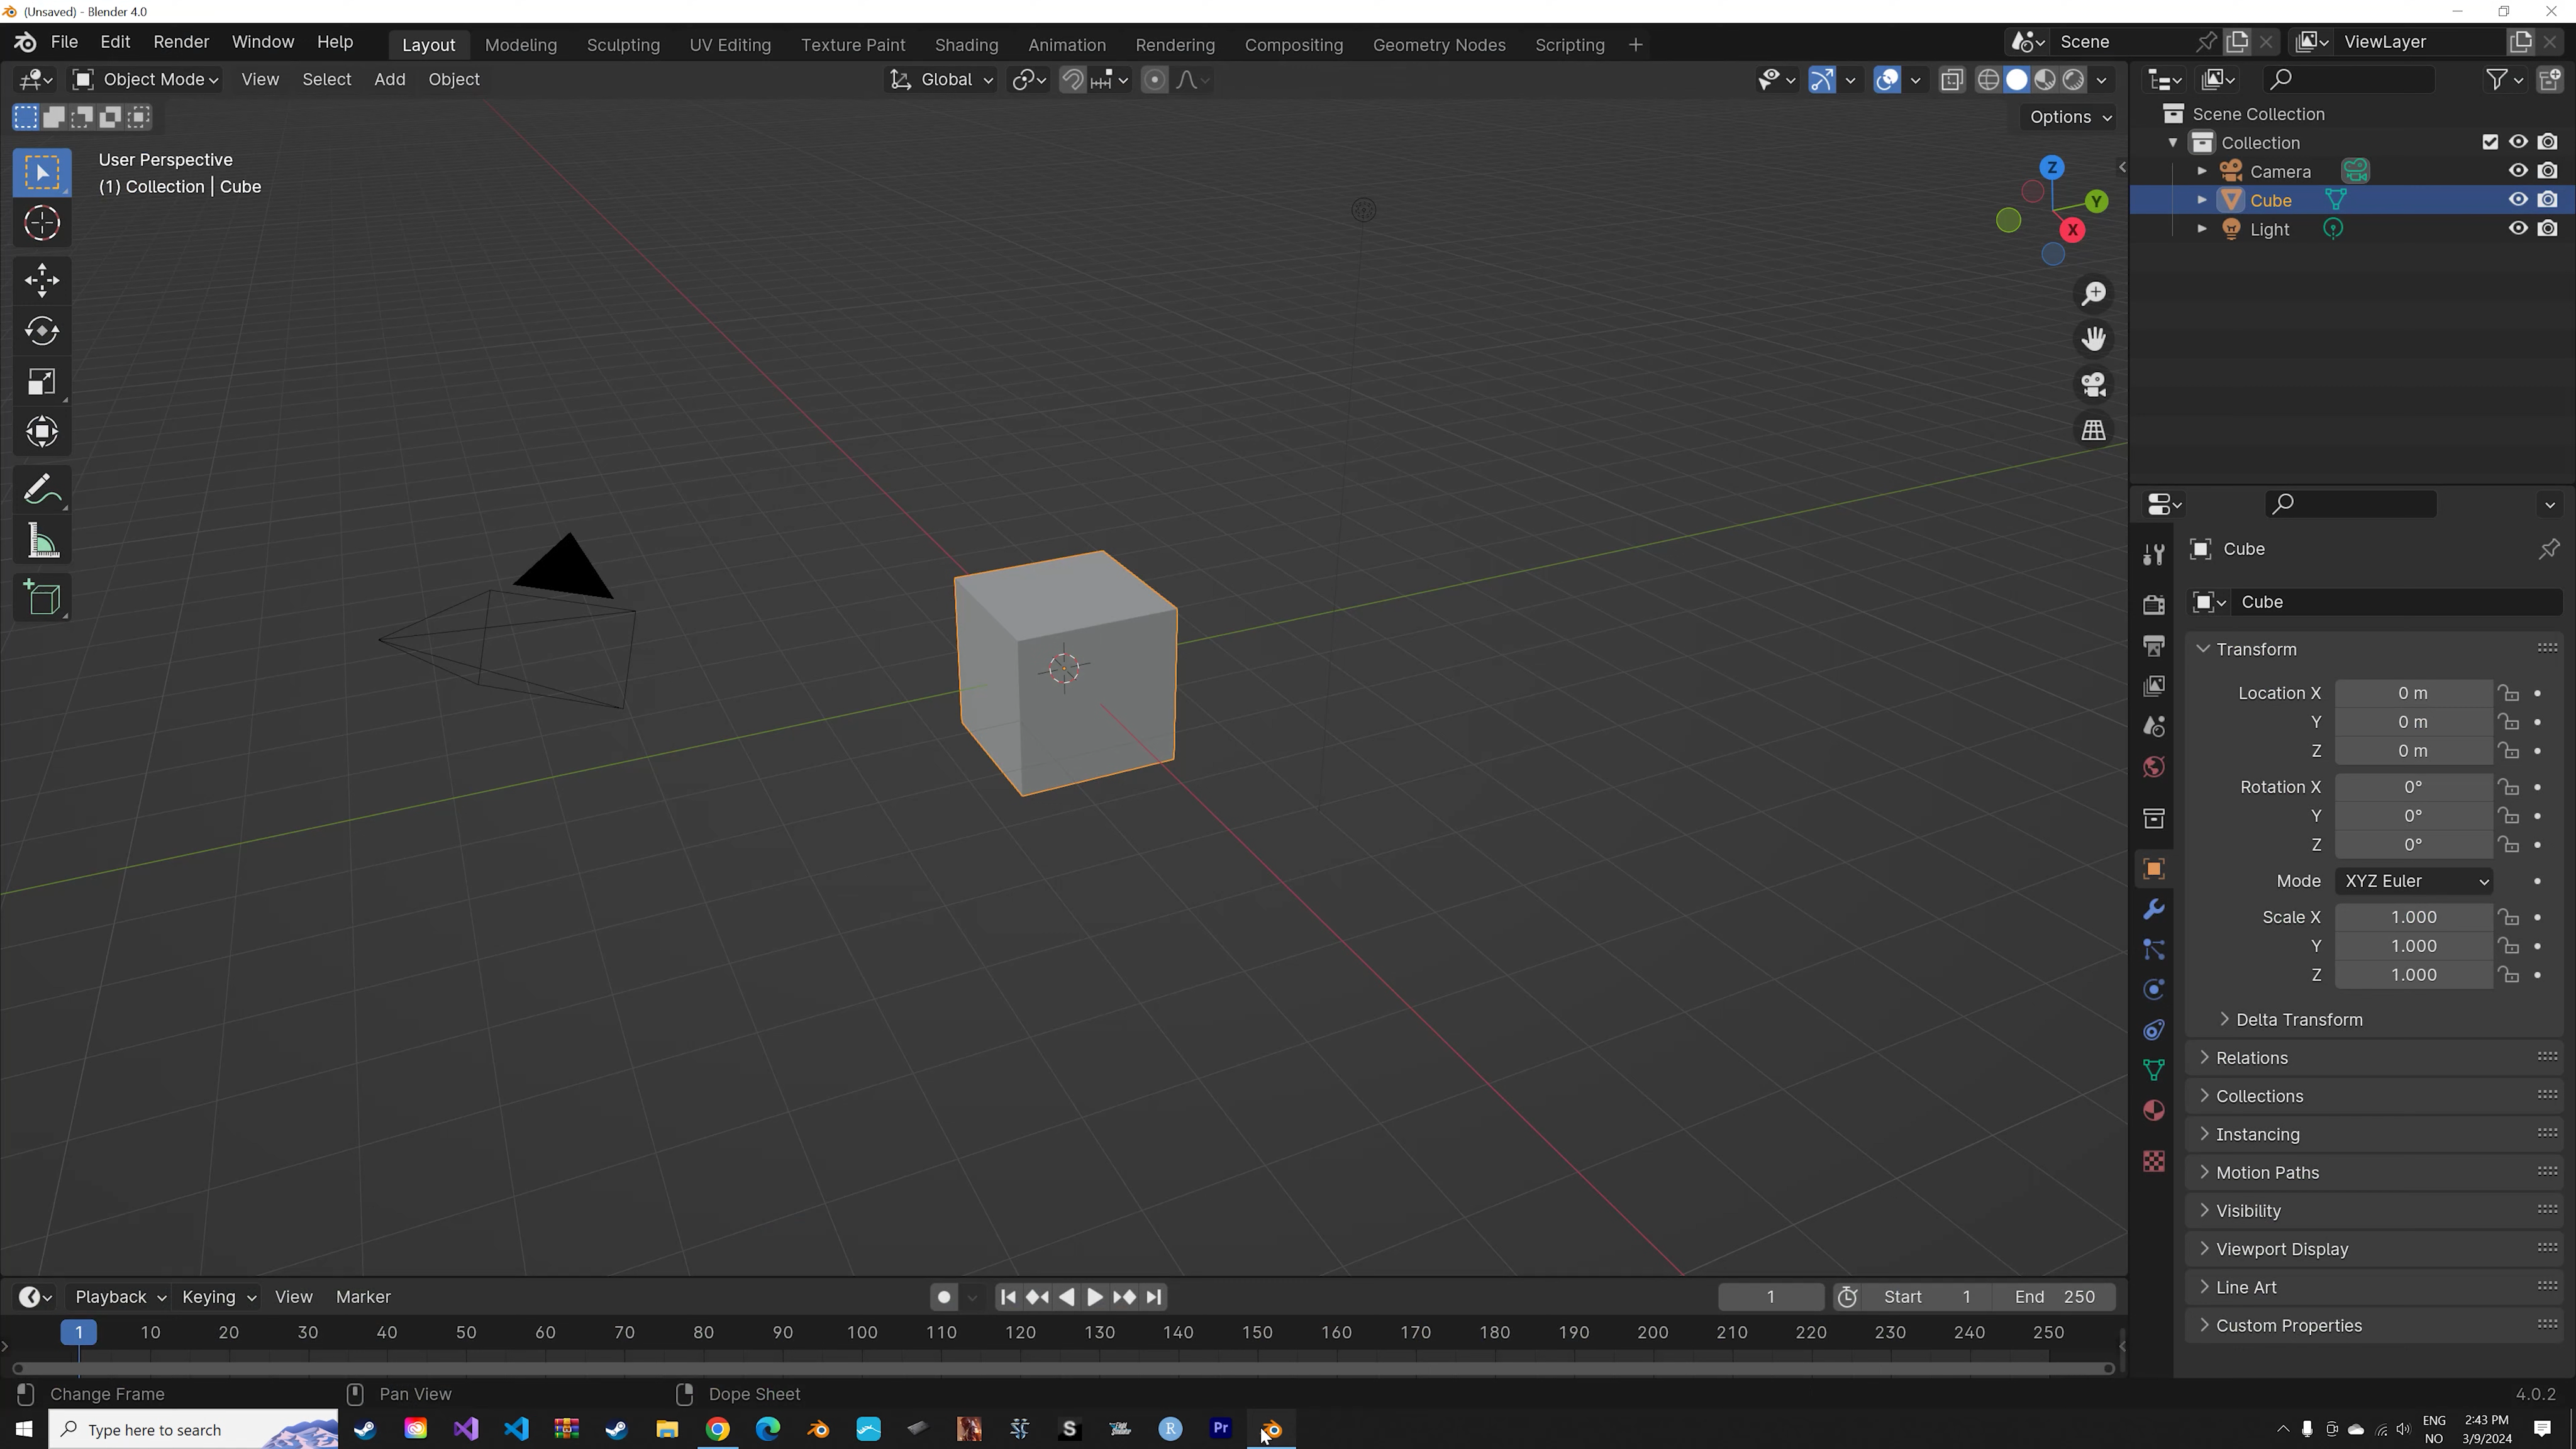 (Unsaved) - Blender 4.0
File Edit Render Window Help Layout Modeling Sculpting UV Editing Texture Paint Shading Animation Rendering Compositing Geometry Nodes Scripting + Scene ViewLayer
Object Mode View Select Add Object Global
Options
User Perspective
(1) Collection | Cube
Z
Y
X
Scene Collection
Collection
Camera
Cube
Light
Cube
Cube
Transform
Location X 0 m
Y 0 m
Z 0 m
Rotation X 0°
Y 0°
Z 0°
Mode XYZ Euler
Scale X 1.000
Y 1.000
Z 1.000
Delta Transform
Relations
Collections
Instancing
Motion Paths
Visibility
Viewport Display
Line Art
Custom Properties
Playback Keying View Marker 1 Start 1 End 250
1 10 20 30 40 50 60 70 80 90 100 110 120 130 140 150 160 170 180 190 200 210 220 230 240 250
Change Frame Pan View Dope Sheet 4.0.2
Type here to search S R Pr ENG 2:43 PM
NO 3/9/2024